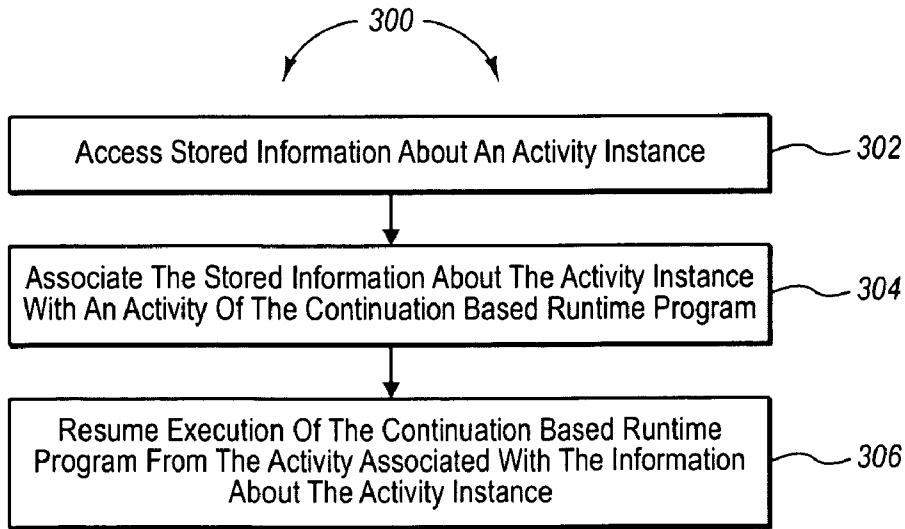 300
Access Stored Information About An Activity Instance
302
Associate The Stored Information About The Activity Instance
With An Activity Of The Continuation Based Runtime Program
304
Resume Execution Of The Continuation Based Runtime
Program From The Activity Associated With The Information
About The Activity Instance
306